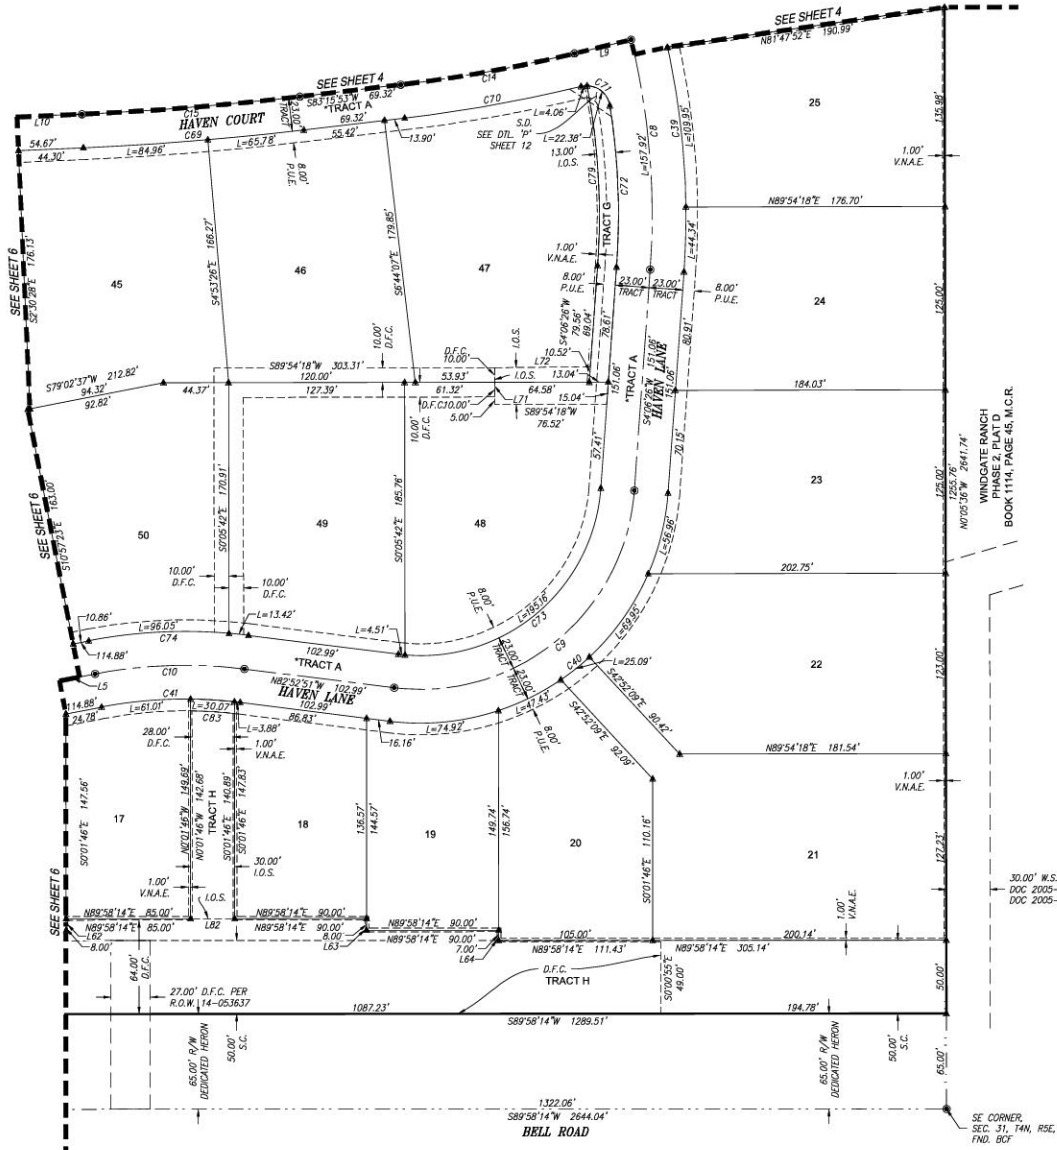 SEE SHEET 4
N81°47'52"E 190.99'
L9
C14
SEE SHEET 4
S83°15'53"W 69.32'
*TRACT A
C15
L10
HAVEN COURT
TRACT
23.00'
C69
69.32'
C70
C71
L=4.06'
S.D.
SEE DTL. 'P'
SHEET 12
L=22.38'
13.00'
I.O.S.
54.67'
44.30'
L=84.96'
L=65.78'
55.42'
13.90'
8.00'
P.U.E.
C8
L=157.92'
C39
L=103.95'
25
135.98'
1.00'
V.N.A.E.
C79
C72
TRACT G
N89°54'18"E 176.70'
SEE SHEET 6
S2°30'28"E 176.13'
45
S4°53'26"E 166.27'
46
S6°44'07"E 179.85'
47
1.00'
V.N.A.E.
8.00'
P.U.E.
L=44.34'
23.00'
TRACT
23.00'
TRACT
8.00'
P.U.E.
24
125.00'
S4°06'26"W
79.56'
69.04'
78.61'
80.91'
10.00'
D.F.C.
I.O.S.
D.F.C.
10.00'
10.52'
L72
S89°54'18"W 303.31'
S79°02'37"W 212.82'
94.32'
92.82'
44.37'
120.00'
127.39'
53.93'
61.32'
I.O.S.
13.04'
64.58'
L71
15.04'
D.F.C.
10.00'
5.00'
S89°54'18"W
76.52'
10.00'
D.F.C.
151.06'
*TRACT A
S4°06'26"W 151.06'
HAVEN LANE
151.06'
184.03'
57.41'
70.15'
23
125.00'
1255.76'
N0°05'36"W 2641.74'
WINDGATE RANCH
PHASE 2, PLAT D
BOOK 1114, PAGE 45, M.C.R.
SEE SHEET 6
S10°57'23"E 163.00'
50
S0°05'42"E 170.91'
49
S0°05'42"E 185.76'
48
L=56.96'
202.75'
10.00'
D.F.C.
10.00'
D.F.C.
8.00'
P.U.E.
L=195.16'
C73
L=69.95'
10.86'
L=96.05'
C74
L=13.42'
L=4.51'
114.88'
102.99'
*TRACT A
23.00'
TRACT
23.00'
TRACT
C9
C40
L=25.09'
22
123.00'
C10
L5
N82°52'51"W 102.99'
HAVEN LANE
114.88'
C41
24.78'
L=61.01'
L=30.07'
C83
102.99'
L=3.88'
86.83'
16.16'
L=74.92'
L=47.43'
8.00'
P.U.E.
S42°52'09"E 90.42'
S42°52'09"E 92.09'
N89°54'18"E 181.54'
28.00'
D.F.C.
1.00'
V.N.A.E.
1.00'
V.N.A.E.
S0°01'46"E 147.56'
17
N0°01'46"W 149.69'
N0°01'46"W 142.68'
TRACT H
S0°01'46"E 140.89'
S0°01'46"E 147.83'
18
136.57'
144.57'
19
149.74'
156.74'
20
S0°01'46"E 110.16'
21
127.23'
30.00'
I.O.S.
1.00'
V.N.A.E.
I.O.S.
SEE SHEET 6
1.00'
V.N.A.E.
30.00' W.S.
DOC 2005-
DOC 2005-
N89°58'14"E 85.00'
N89°58'14"E 85.00'
L62
8.00'
L82
N89°58'14"E 90.00'
N89°58'14"E 90.00'
8.00'
L63
N89°58'14"E 90.00'
N89°58'14"E 90.00'
7.00'
L64
105.00'
N89°58'14"E 111.43'
200.14'
N89°58'14"E 305.14'
64.00'
D.F.C.
D.F.C.
TRACT H
S0°00'55"E
49.00'
50.00'
27.00' D.F.C. PER
R.O.W. 14-053637
1087.23'
194.78'
S89°58'14"W 1289.51'
65.00' R/W
DEDICATED HERON
50.00'
S.C.
65.00' R/W
DEDICATED HERON
50.00'
S.C.
65.00'
1322.06'
S89°58'14"W 2644.04'
BELL ROAD
SE CORNER,
SEC. 31, T4N, R5E,
FND. BCF